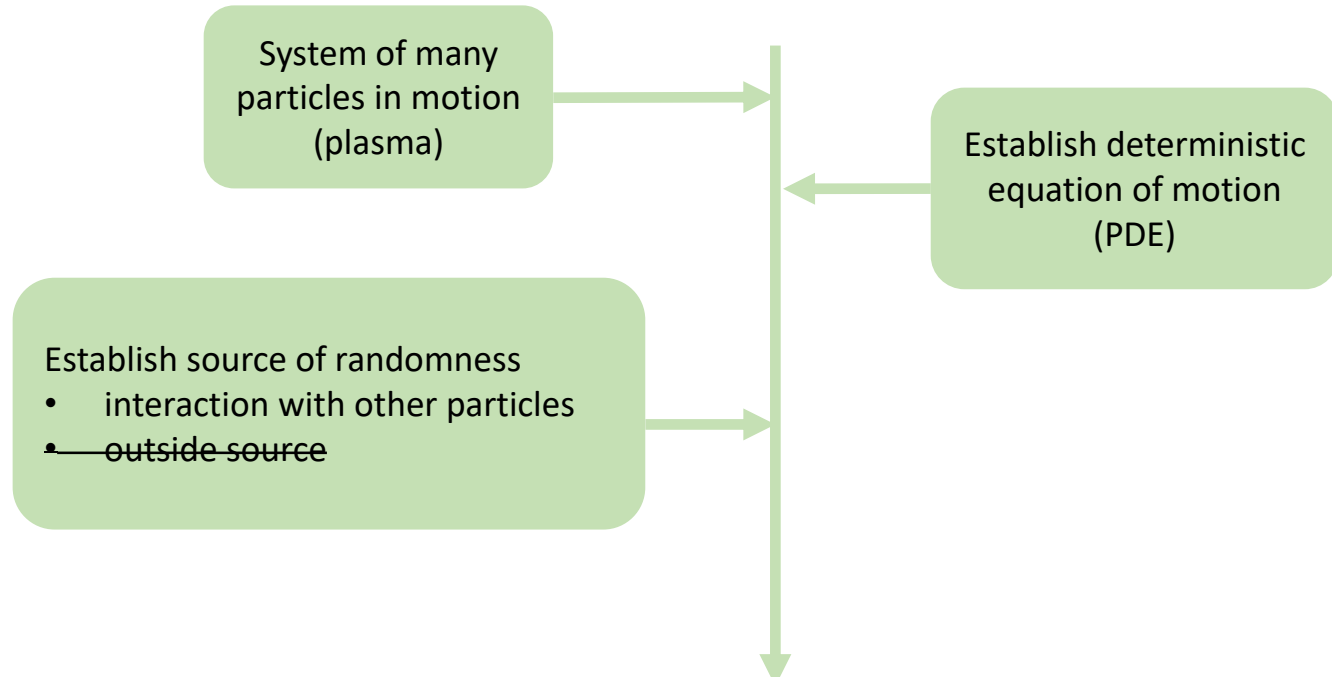 System of many
particles in motion
(plasma)
Establish deterministic
equation of motion
(PDE)
Establish source of randomness
• interaction with other particles
• outside source